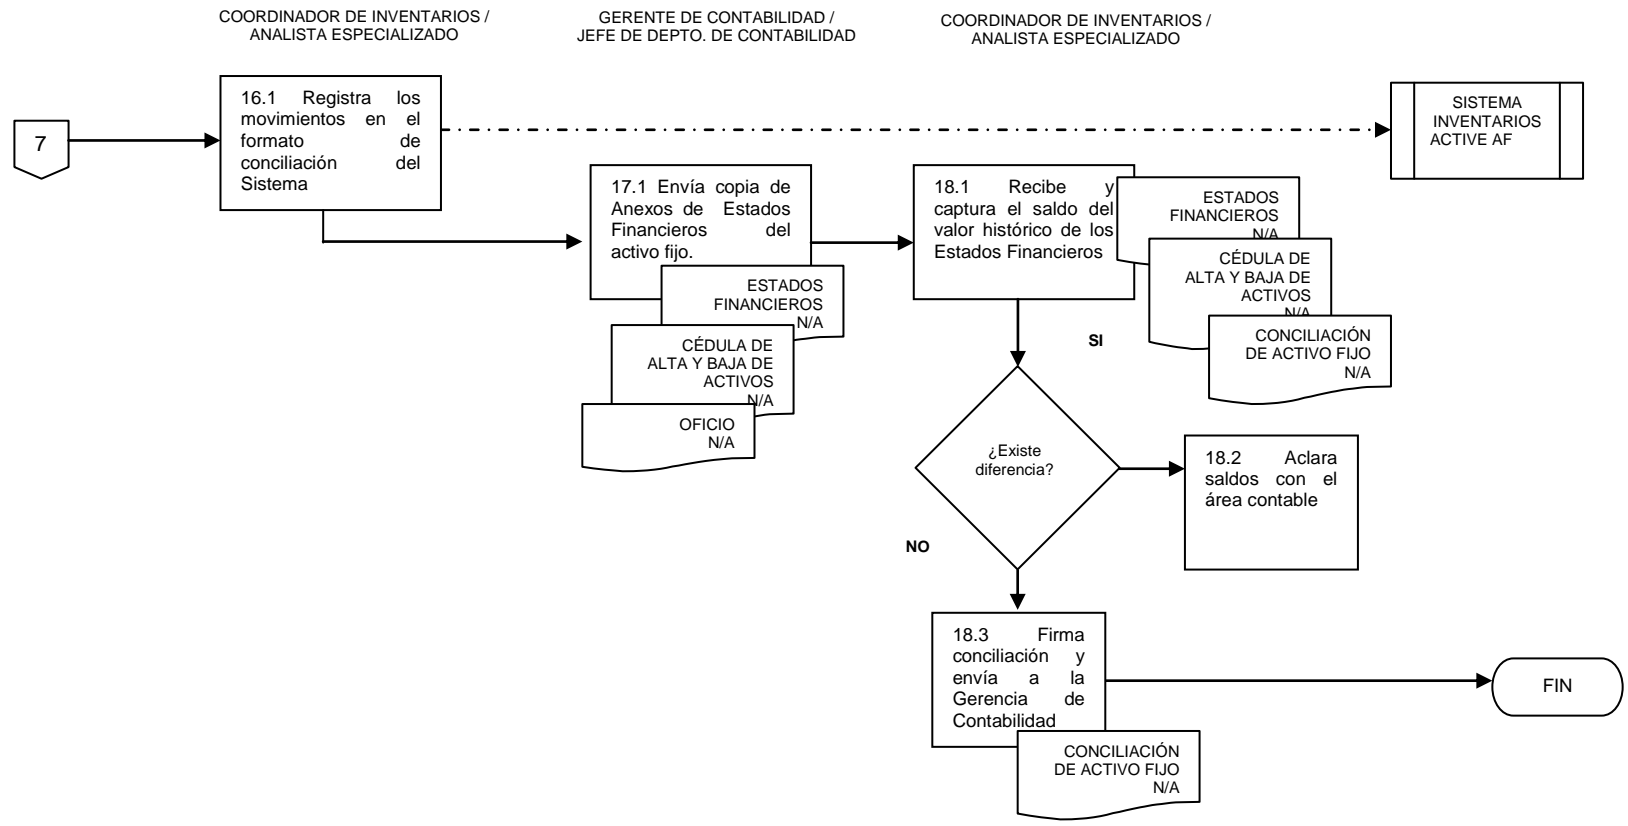 COORDINADOR DE INVENTARIOS /
ANALISTA ESPECIALIZADO
GERENTE DE CONTABILIDAD /
JEFE DE DEPTO. DE CONTABILIDAD
COORDINADOR DE INVENTARIOS /
ANALISTA ESPECIALIZADO
7
16.1 Registra los
movimientos en el
formato de
conciliación del
Sistema
SISTEMA
INVENTARIOS
ACTIVE AF
17.1 Envía copia de
Anexos de Estados
Financieros del
activo fijo.
ESTADOS
FINANCIEROS
N/A
CÉDULA DE
ALTA Y BAJA DE
ACTIVOS
N/A
OFICIO
N/A
18.1 Recibe y
captura el saldo del
valor histórico de los
Estados Financieros
ESTADOS
FINANCIEROS
N/A
CÉDULA DE
ALTA Y BAJA DE
ACTIVOS
N/A
CONCILIACIÓN
DE ACTIVO FIJO
N/A
SI
¿Existe
diferencia?
18.2 Aclara
saldos con el
área contable
NO
18.3 Firma
conciliación y
envía a la
Gerencia de
Contabilidad
CONCILIACIÓN
DE ACTIVO FIJO
N/A
FIN